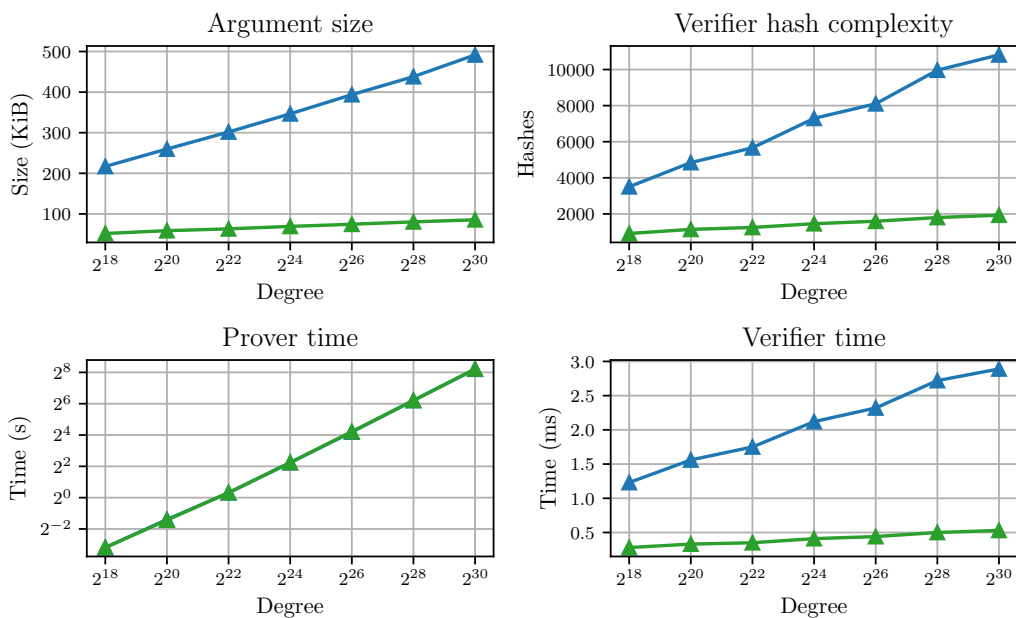 Argument size
500
400
300
200
100
Size (KiB)
2^18 2^20 2^22 2^24 2^26 2^28 2^30
Degree
Verifier hash complexity
10000
8000
6000
4000
2000
Hashes
2^18 2^20 2^22 2^24 2^26 2^28 2^30
Degree
Prover time
2^8
2^6
2^4
2^2
2^0
2^−2
Time (s)
2^18 2^20 2^22 2^24 2^26 2^28 2^30
Degree
Verifier time
3.0
2.5
2.0
1.5
1.0
0.5
Time (ms)
2^18 2^20 2^22 2^24 2^26 2^28 2^30
Degree